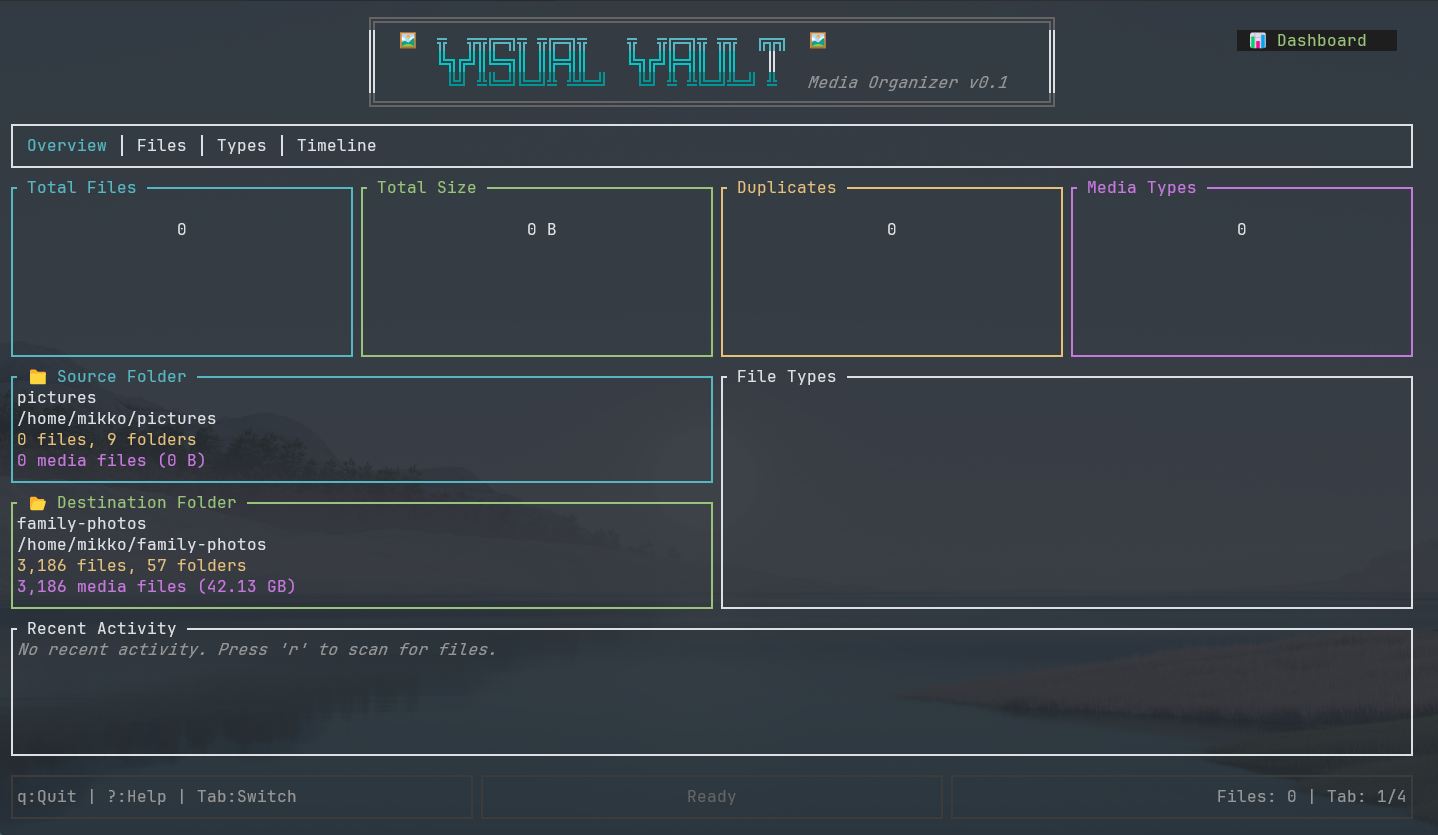 VISUAL VAULT
Media Organizer v0.1
Dashboard
Overview | Files | Types | Timeline
Total Files
0
Total Size
0 B
Duplicates
0
Media Types
0
Source Folder
pictures
/home/mikko/pictures
0 files, 9 folders
0 media files (0 B)
Destination Folder
family-photos
/home/mikko/family-photos
3,186 files, 57 folders
3,186 media files (42.13 GB)
File Types
Recent Activity
No recent activity. Press 'r' to scan for files.
q:Quit | ?:Help | Tab:Switch
Ready
Files: 0 | Tab: 1/4